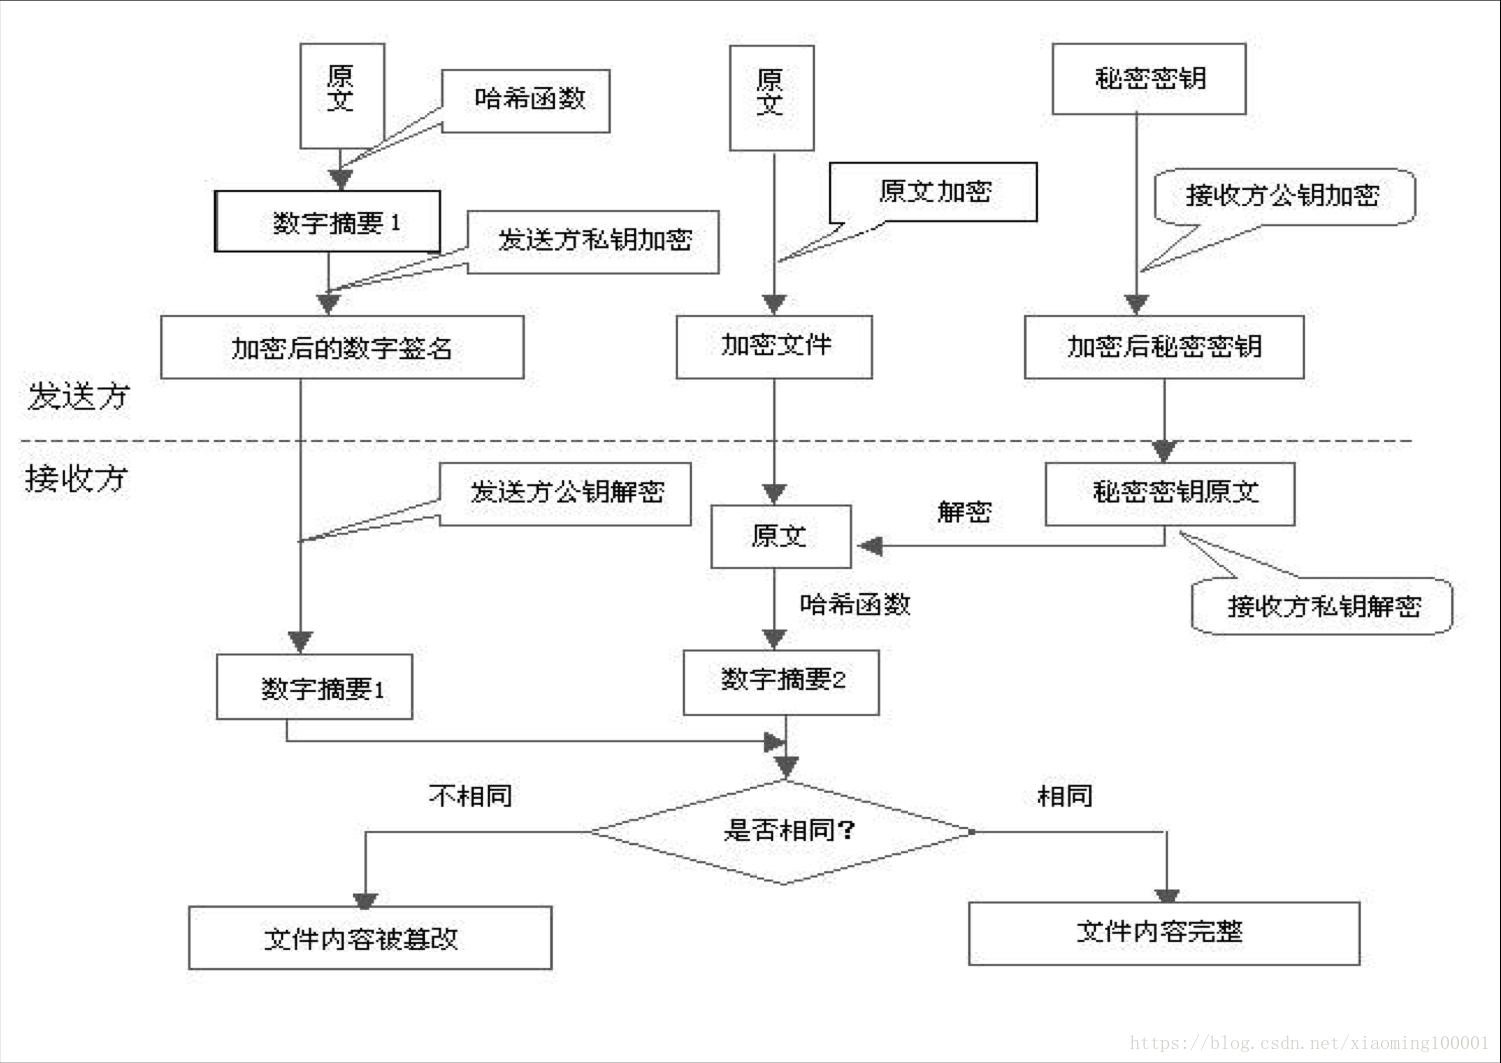 原
文
哈希函数
原
文
秘密密钥
数字摘要1
发送方私钥加密
原文加密
接收方公钥加密
加密后的数字签名
加密文件
加密后秘密密钥
发送方
接收方
发送方公钥解密
原文
解密
秘密密钥原文
哈希函数
接收方私钥解密
数字摘要1
数字摘要2
不相同
是否相同?
相同
文件内容被篡改
文件内容完整
https://blog.csdn.net/xiaoming100001